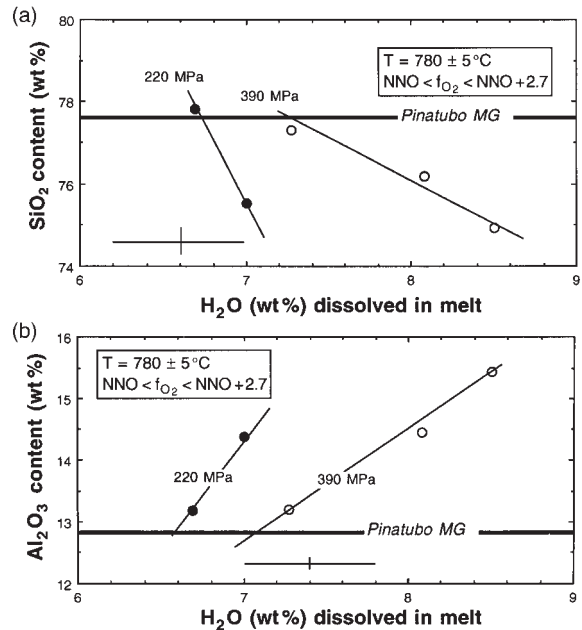 (a)
80
78
76
74
SiO₂ content (wt %)
T = 780 ± 5°C
NNO < fO₂ < NNO + 2.7
220 MPa
390 MPa
Pinatubo MG
6 7 8 9
H₂O (wt %) dissolved in melt
(b)
16
15
14
13
12
Al₂O₃ content (wt %)
T = 780 ± 5°C
NNO < fO₂ < NNO + 2.7
220 MPa
390 MPa
Pinatubo MG
6 7 8 9
H₂O (wt %) dissolved in melt